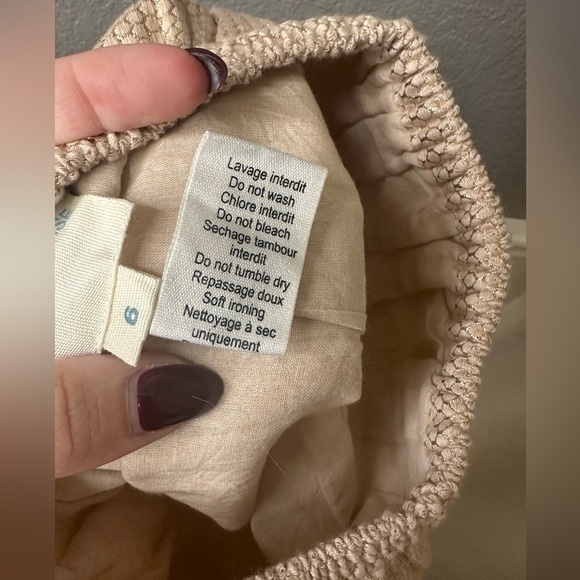 Lavage interdit
Do not wash
Chlore interdit
Do not bleach
Sechage tambour
interdit
Do not tumble dry
Repassage doux
Soft ironing
Nettoyage à sec
uniquement
6